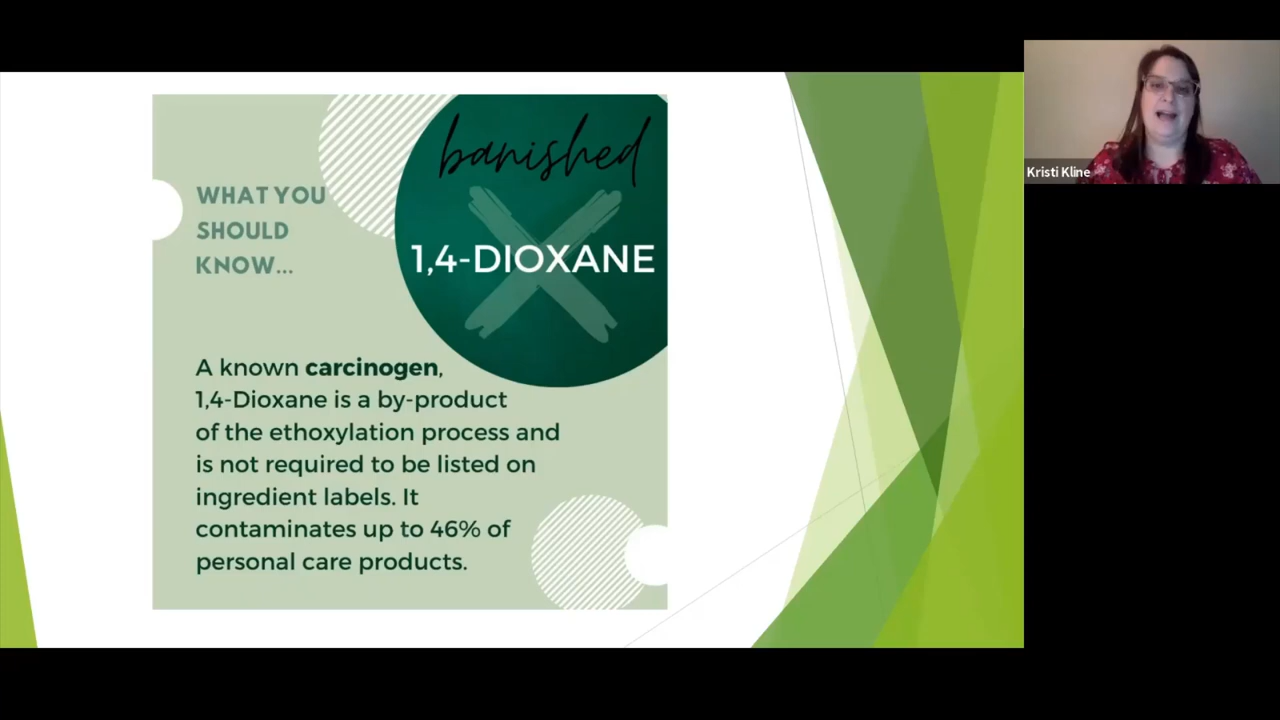 banished
WHAT YOU
SHOULD
KNOW...
1,4-DIOXANE
A known carcinogen,
1,4-Dioxane is a by-product
of the ethoxylation process and
is not required to be listed on
ingredient labels. It
contaminates up to 46% of
personal care products.
Kristi Kline